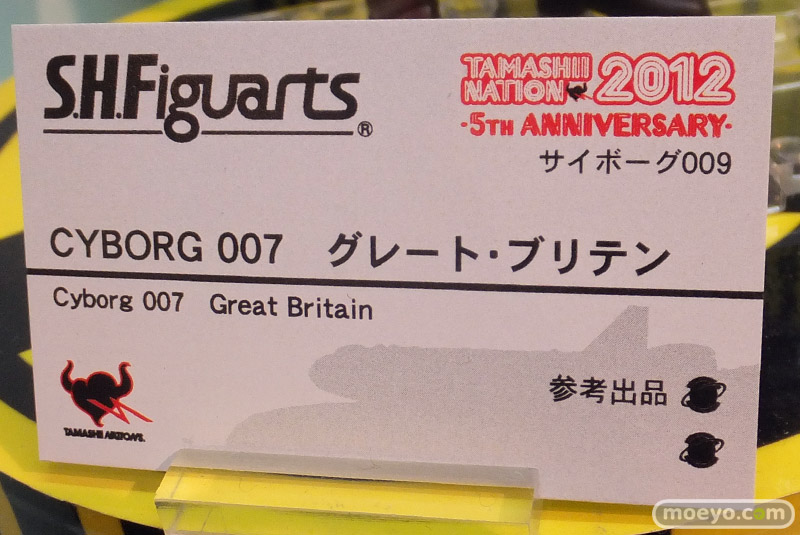 S.H.Figuarts®
TAMASHII
NATION 2012
-5TH ANNIVERSARY-
サイボーグ009
CYBORG 007 グレート・ブリテン
Cyborg 007 Great Britain
参考出品
TAMASHII NATIONS
moeyo.com